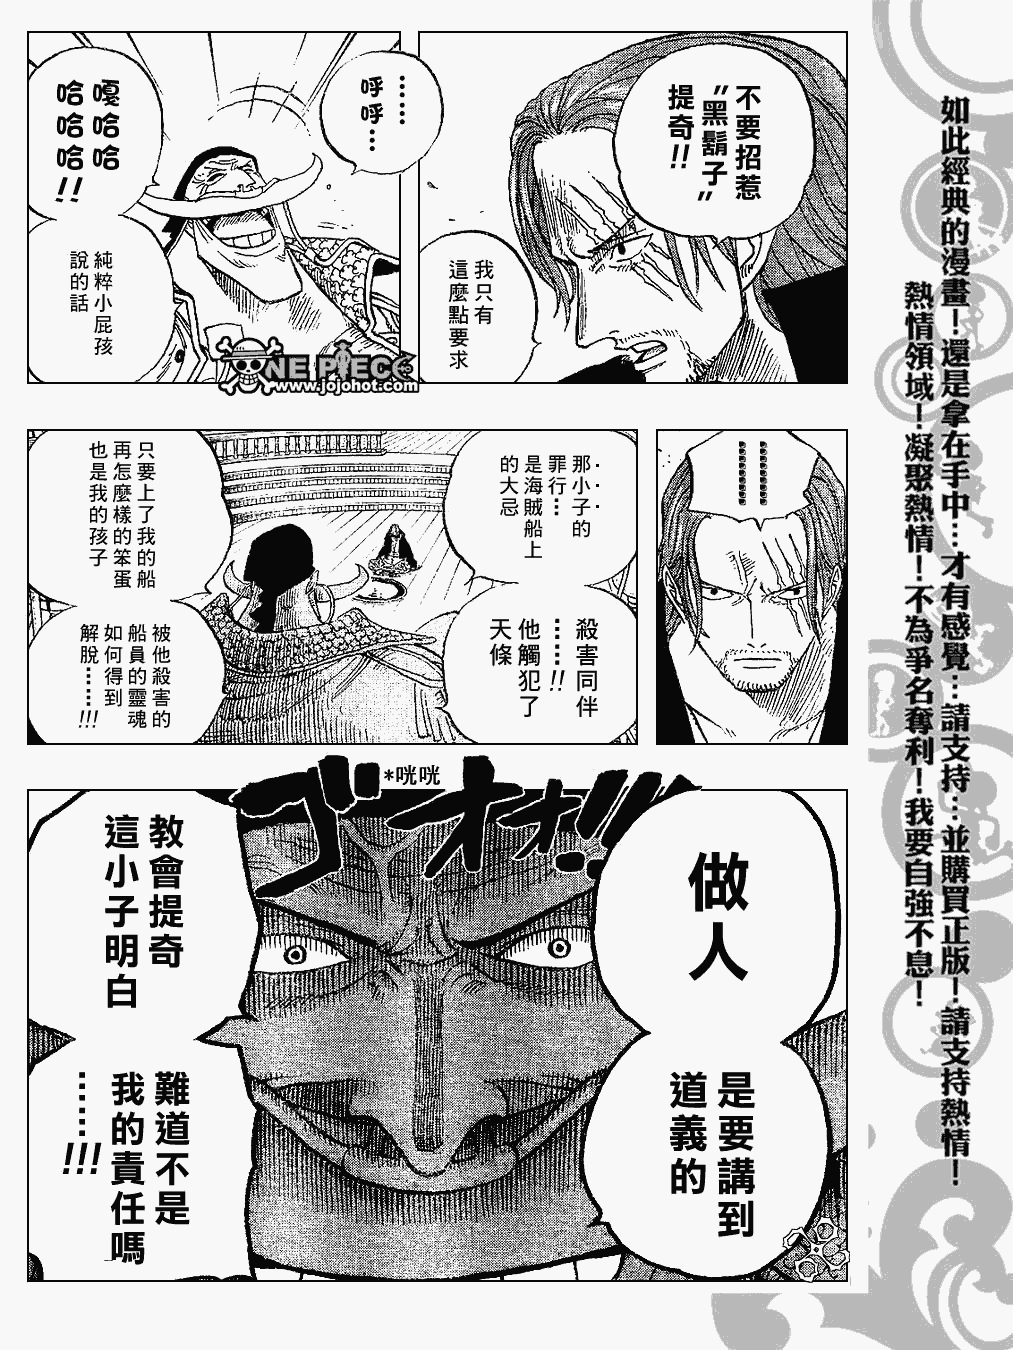 不要招惹
〝黑鬍子〞
提奇!!
我只有
這麼點要求
……
呼呼…
嘎哈哈
哈哈哈!!
純粹小屁孩
說的話
ONE PIECE
www.jojohot.com
………………
那小子的
罪行…
是海賊船上
的大忌
殺害同伴
……!!
他觸犯了
天條
只要上了我的船
再怎麼樣的笨蛋
也是我的孩子
被他殺害的
船員的靈魂
如何得到
解脫……!!!
ゴオオッ!!!
*咣咣
做人
是要講到
道義的
教會提奇
這小子明白
難道不是
我的責任嗎
……!!!
如此經典的漫畫！還是拿在手中…才有感覺…請支持…並購買正版！請支持熱情！
熱情領域！凝聚熱情！不為爭名奪利！我要自強不息！